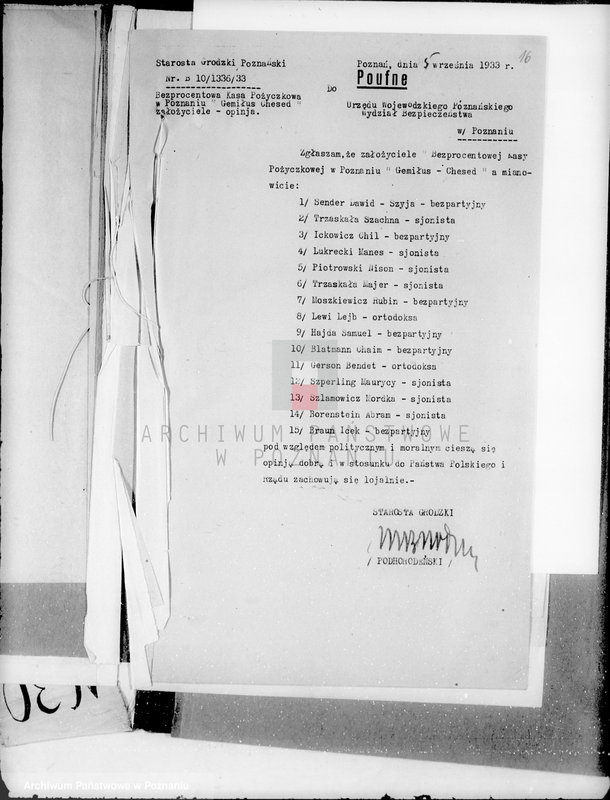 16
Starosta Grodzki Poznański
Nr. B 10/1336/33
Poznań, dnia 5 września 1933 r.
Poufne
Bezprocentowa Kasa Pożyczkowa
w Poznaniu " Gemiłus Chesed "
założyciele - opinja.
Do
Urzędu Wojewódzkiego Poznańskiego
Wydział Bezpieczeństwa
w/ Poznaniu
Zgłaszam, że założyciele " Bezprocentowej Kasy
Pożyczkowej w Poznaniu " Gemiłus - Chesed " a miano-
wicie:
1/ Sender Dawid - Szyja - bezpartyjny
2/ Trzaskała Szachna - sjonista
3/ Ickowicz Chil - bezpartyjny
4/ Lukrecki Manes - sjonista
5/ Piotrowski Nison - sjonista
6/ Trzaskała Majer - sjonista
7/ Moszkiewicz Rubin - bezpartyjny
8/ Lewi Lejb - ortodoksa
9/ Hajda Samuel - bezpartyjny
10/ Blatmann Chaim - bezpartyjny
11/ Gerson Bendet - ortodoksa
12/ Szperling Maurycy - sjonista
13/ Szlamowicz Mordka - sjonista
14/ Borenstein Abram - sjonista
15/ Braun Icek - bezpartyjny
pod względem politycznym i moralnym cieszą się
opinją dobrą i w stosunku do Państwa Polskiego i
Rządu zachowują się lojalnie.-
STAROSTA GRODZKI
/ PODHORODEŃSKI /
ARCHIWUM PAŃSTWOWE
W POZNANIU
Archiwum Państwowe w Poznaniu